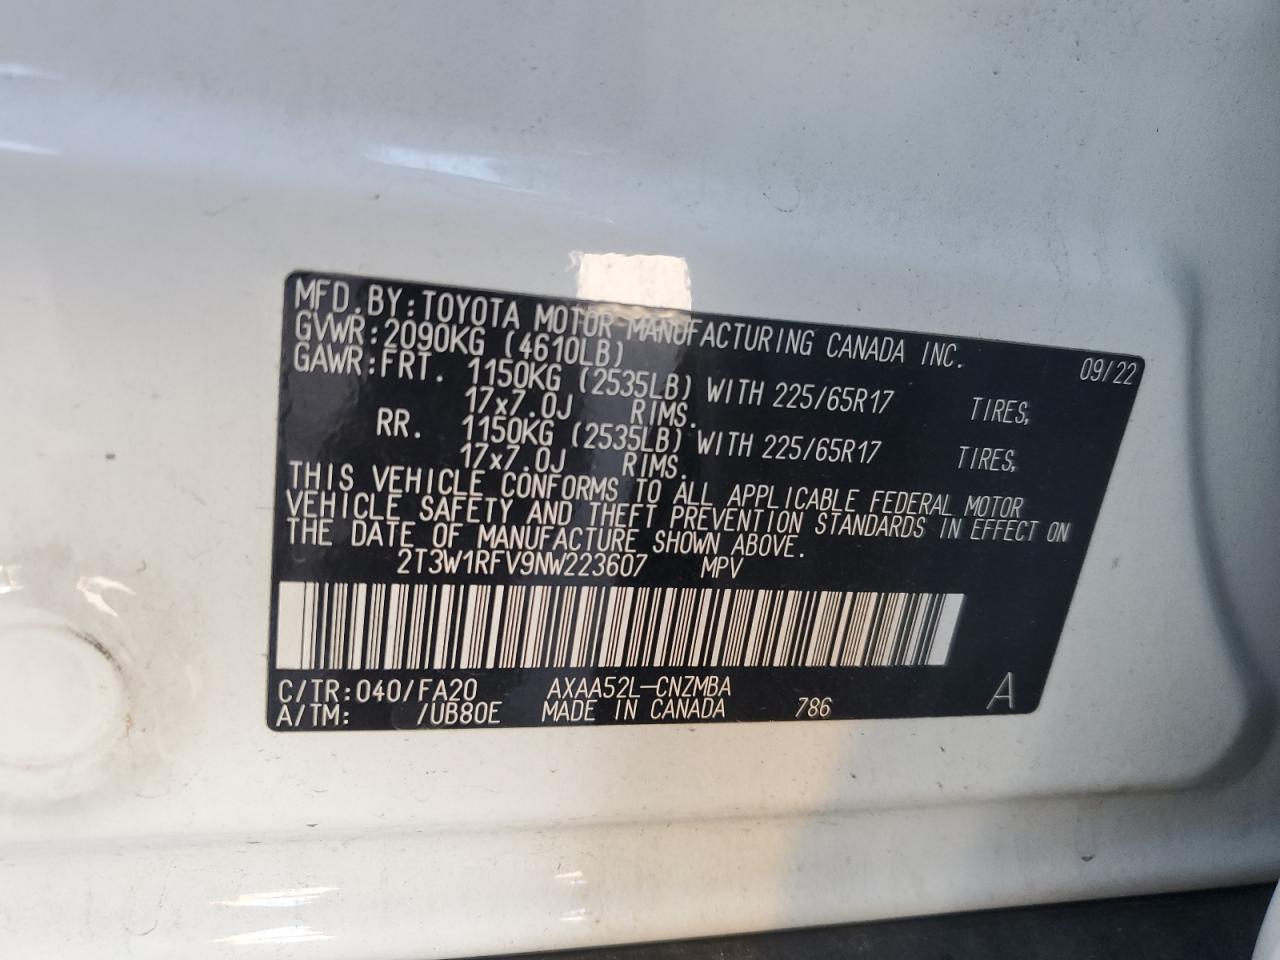 MFD.BY:TOYOTA MOTOR MANUFACTURING CANADA INC. 09/22
GVWR:2090KG (4610LB)
GAWR:FRT. 1150KG (2535LB) WITH 225/65R17 TIRES,
17x7.0J RIMS.
RR. 1150KG (2535LB) WITH 225/65R17 TIRES,
17x7.0J RIMS.
THIS VEHICLE CONFORMS TO ALL APPLICABLE FEDERAL MOTOR
VEHICLE SAFETY AND THEFT PREVENTION STANDARDS IN EFFECT ON
THE DATE OF MANUFACTURE SHOWN ABOVE.
2T3W1RFV9NW223607 MPV
C/TR:040/FA20 AXAA52L-CNZMBA
A/TM: /UB80E MADE IN CANADA 786 A